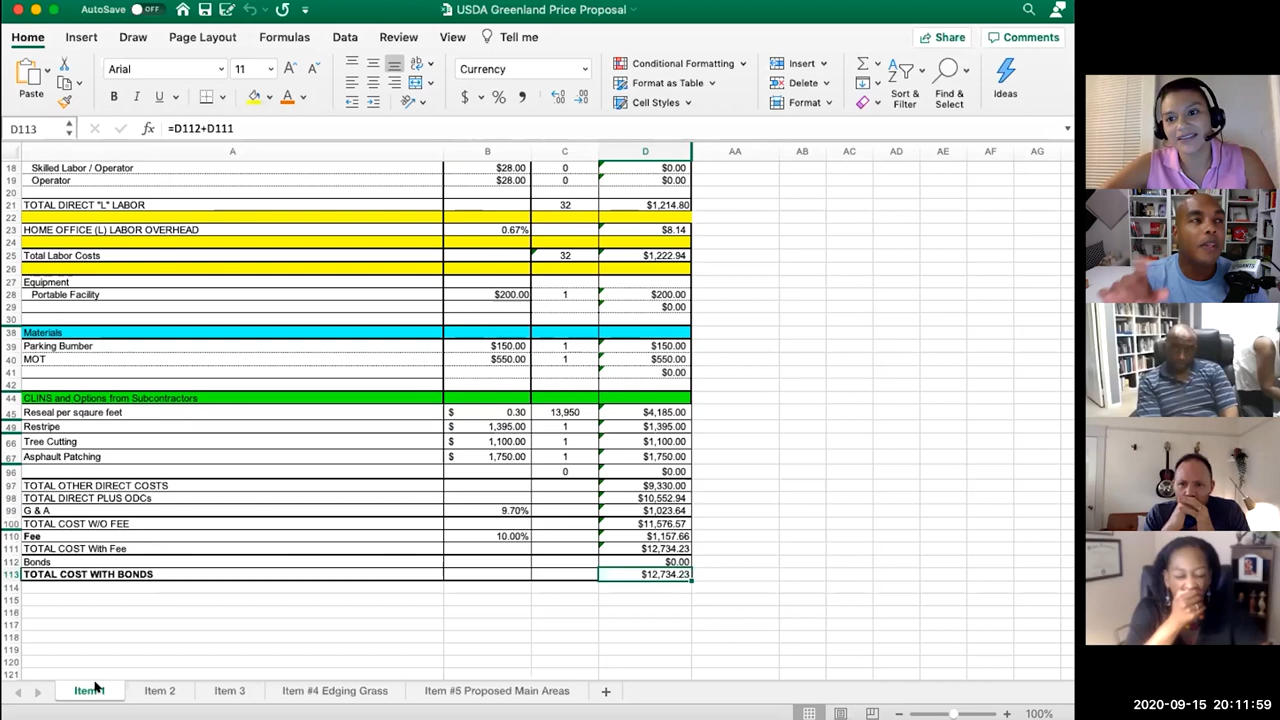 AutoSave OFF USDA Greenland Price Proposal
Home Insert Draw Page Layout Formulas Data Review View Tell me Share Comments
Paste Arial 11 Currency Conditional Formatting Insert
Format as Table Delete Sort & Filter Find & Select Ideas
B I U $ % Cell Styles Format
D113 fx =D112+D111
A B C D AA AB AC AD AE AF AG
18 Skilled Labor / Operator $28.00 0 $0.00
19 Operator $28.00 0 $0.00
20
21 TOTAL DIRECT "L" LABOR 32 $1,214.80
22
23 HOME OFFICE (L) LABOR OVERHEAD 0.67% $8.14
24
25 Total Labor Costs 32 $1,222.94
26
27 Equipment
28 Portable Facility $200.00 1 $200.00
29 $0.00
30
38 Materials
39 Parking Bumber $150.00 1 $150.00
40 MOT $550.00 1 $550.00
41 $0.00
42
44 CLINS and Options from Subcontractors
45 Reseal per sqaure feet $ 0.30 13,950 $4,185.00
49 Restripe $ 1,395.00 1 $1,395.00
66 Tree Cutting $ 1,100.00 1 $1,100.00
67 Asphault Patching $ 1,750.00 1 $1,750.00
96 0 $0.00
97 TOTAL OTHER DIRECT COSTS $9,330.00
98 TOTAL DIRECT PLUS ODCs $10,552.94
99 G & A 9.70% $1,023.64
100 TOTAL COST W/O FEE $11,576.57
110 Fee 10.00% $1,157.66
111 TOTAL COST With Fee $12,734.23
112 Bonds $0.00
113 TOTAL COST WITH BONDS $12,734.23
114
115
116
117
118
119
120
121
Item 1 Item 2 Item 3 Item #4 Edging Grass Item #5 Proposed Main Areas +
100%
2020-09-15 20:11:59